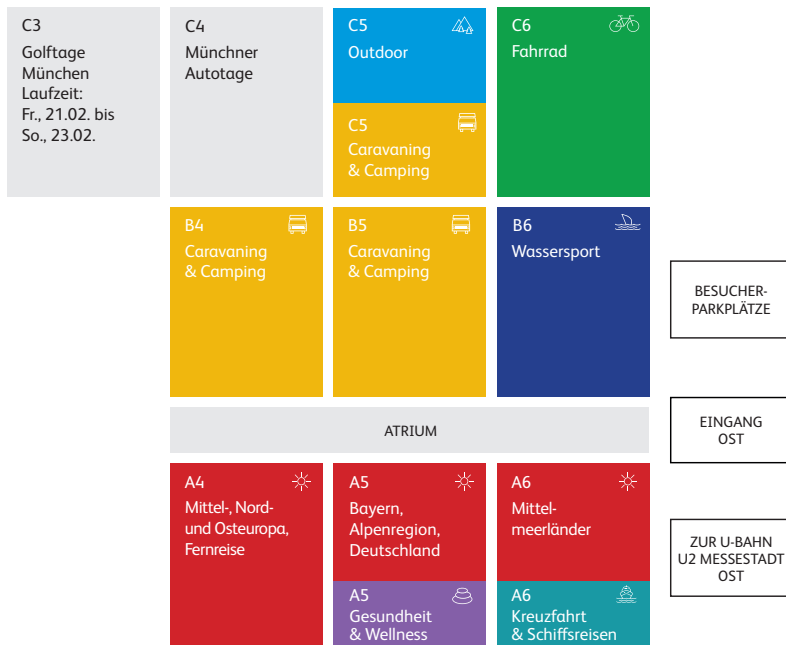 C3
Golftage
München
Laufzeit:
Fr., 21.02. bis
So., 23.02.
C4
Münchner
Autotage
C5
Outdoor
C5
Caravaning
& Camping
C6
Fahrrad
B4
Caravaning
& Camping
B5
Caravaning
& Camping
B6
Wassersport
BESUCHER-
PARKPLÄTZE
ATRIUM
EINGANG
OST
A4
Mittel-, Nord-
und Osteuropa,
Fernreise
A5
Bayern,
Alpenregion,
Deutschland
A5
Gesundheit
& Wellness
A6
Mittel-
meerländer
A6
Kreuzfahrt
& Schiffsreisen
ZUR U-BAHN
U2 MESSESTADT
OST